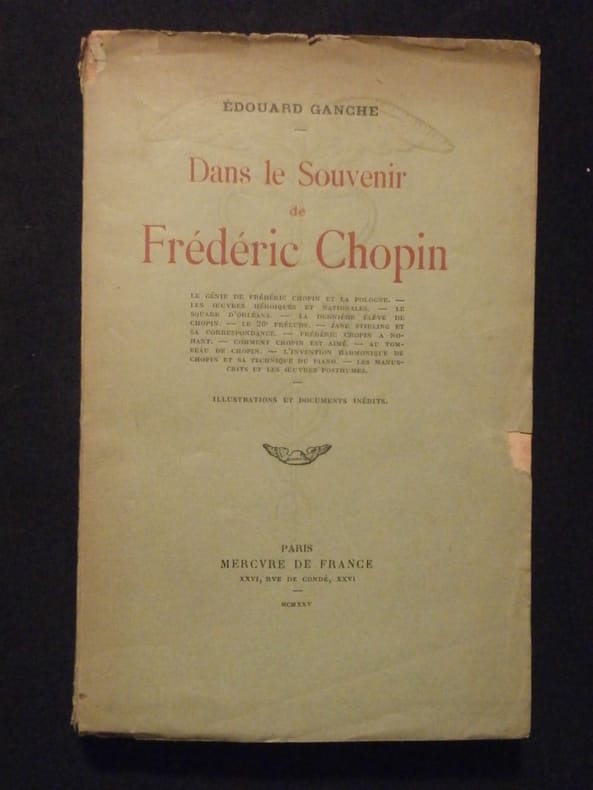 ÉDOUARD GANCHE
—
Dans le Souvenir
de
Frédéric Chopin
LE GÉNIE DE FRÉDÉRIC CHOPIN ET LA POLOGNE. —
LES ŒUVRES HÉROIQUES ET NATIONALES. — LE
SQUARE D'ORLÉANS. — LA DERNIÈRE ÉLÈVE DE
CHOPIN. — LE 20e PRÉLUDE. — JANE STIRLING ET
SA CORRESPONDANCE. — FRÉDÉRIC CHOPIN A NO-
HANT. — COMMENT CHOPIN EST AIMÉ. — AU TOM-
BEAU DE CHOPIN. — L'INVENTION HARMONIQUE DE
CHOPIN ET SA TECHNIQUE DU PIANO. — LES MANUS-
CRITS ET LES ŒUVRES POSTHUMES.
—
ILLUSTRATIONS ET DOCUMENTS INÉDITS.
PARIS
MERCVRE DE FRANCE
XXVI, RVE DE CONDÉ, XXVI
—
MCMXXV